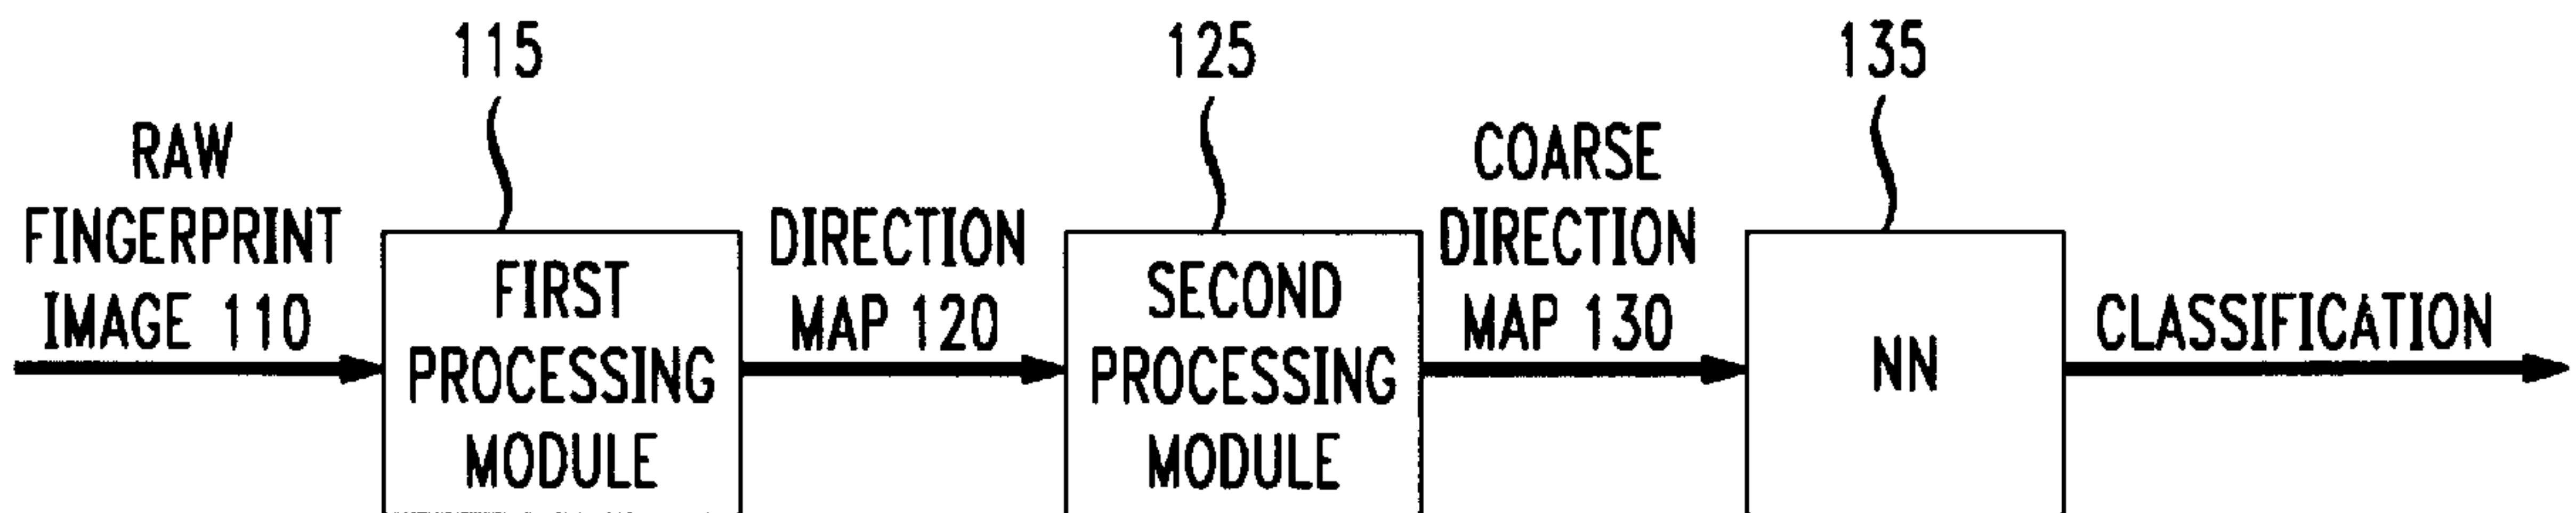 115
125
135
RAW
FINGERPRINT
IMAGE 110
FIRST
PROCESSING
MODULE
DIRECTION
MAP 120
SECOND
PROCESSING
MODULE
COARSE
DIRECTION
MAP 130
NN
CLASSIFICATION